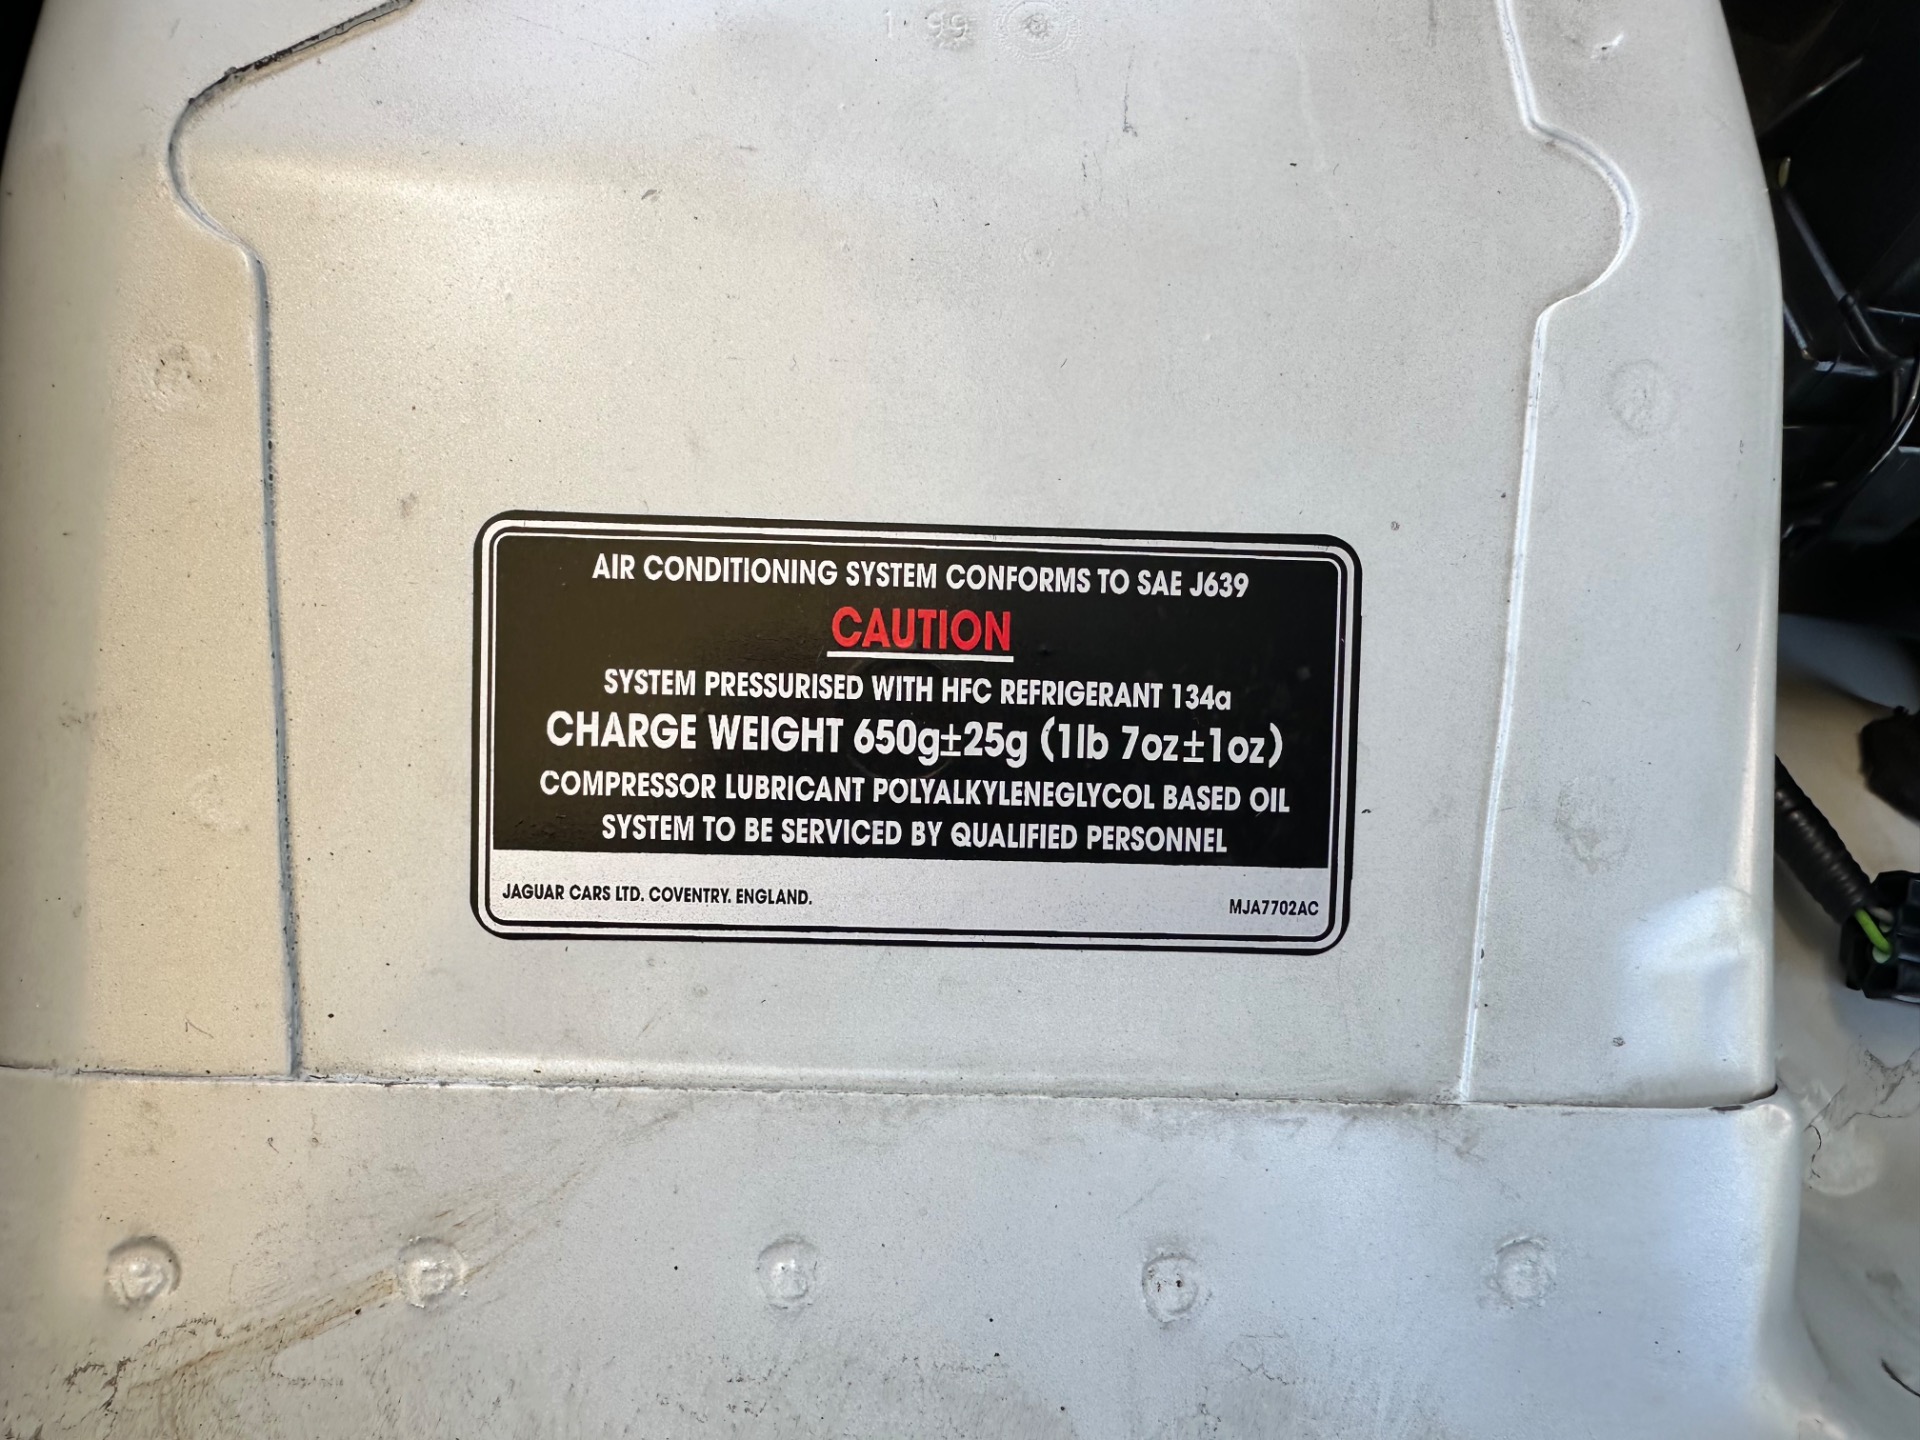 1 99
AIR CONDITIONING SYSTEM CONFORMS TO SAE J639
CAUTION
SYSTEM PRESSURISED WITH HFC REFRIGERANT 134a
CHARGE WEIGHT 650g±25g (1lb 7oz±1oz)
COMPRESSOR LUBRICANT POLYALKYLENEGLYCOL BASED OIL
SYSTEM TO BE SERVICED BY QUALIFIED PERSONNEL
JAGUAR CARS LTD. COVENTRY. ENGLAND.
MJA7702AC